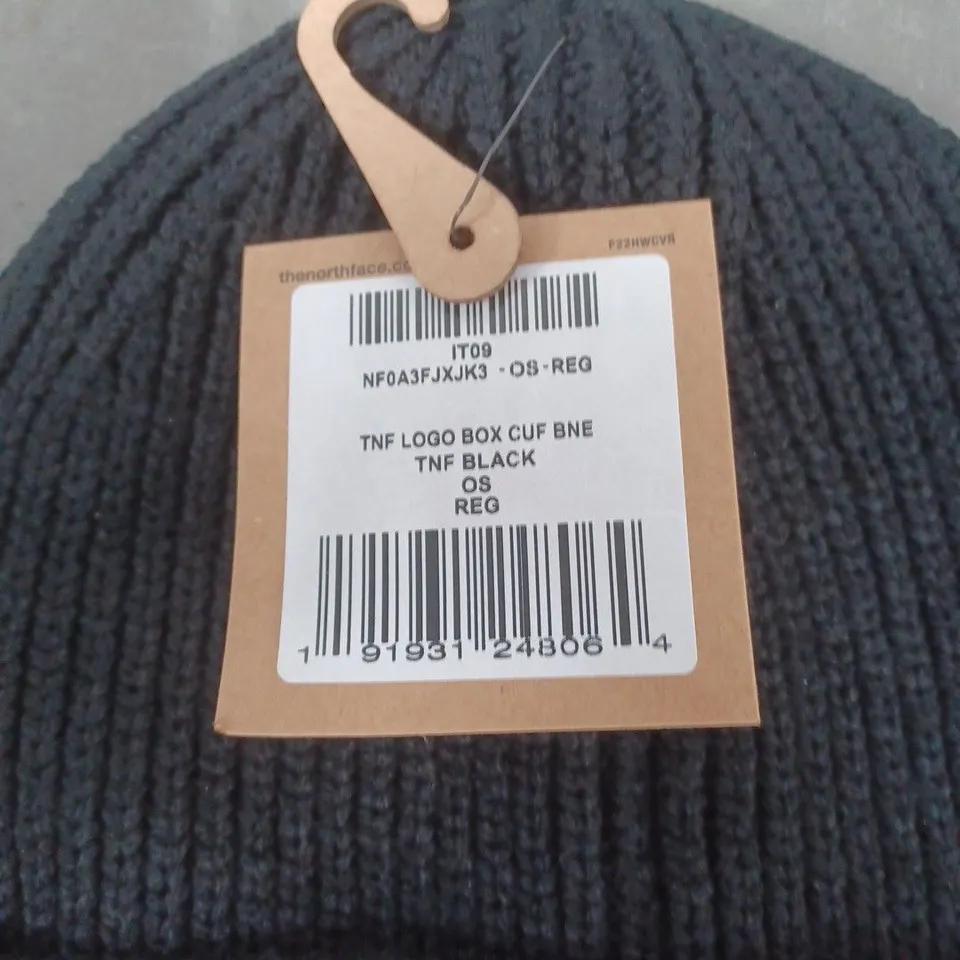 thenorthface.co
F22HWCVR
IT09
NF0A3FJXJK3 -OS-REG
TNF LOGO BOX CUF BNE
TNF BLACK
OS
REG
1 91931 24806 4